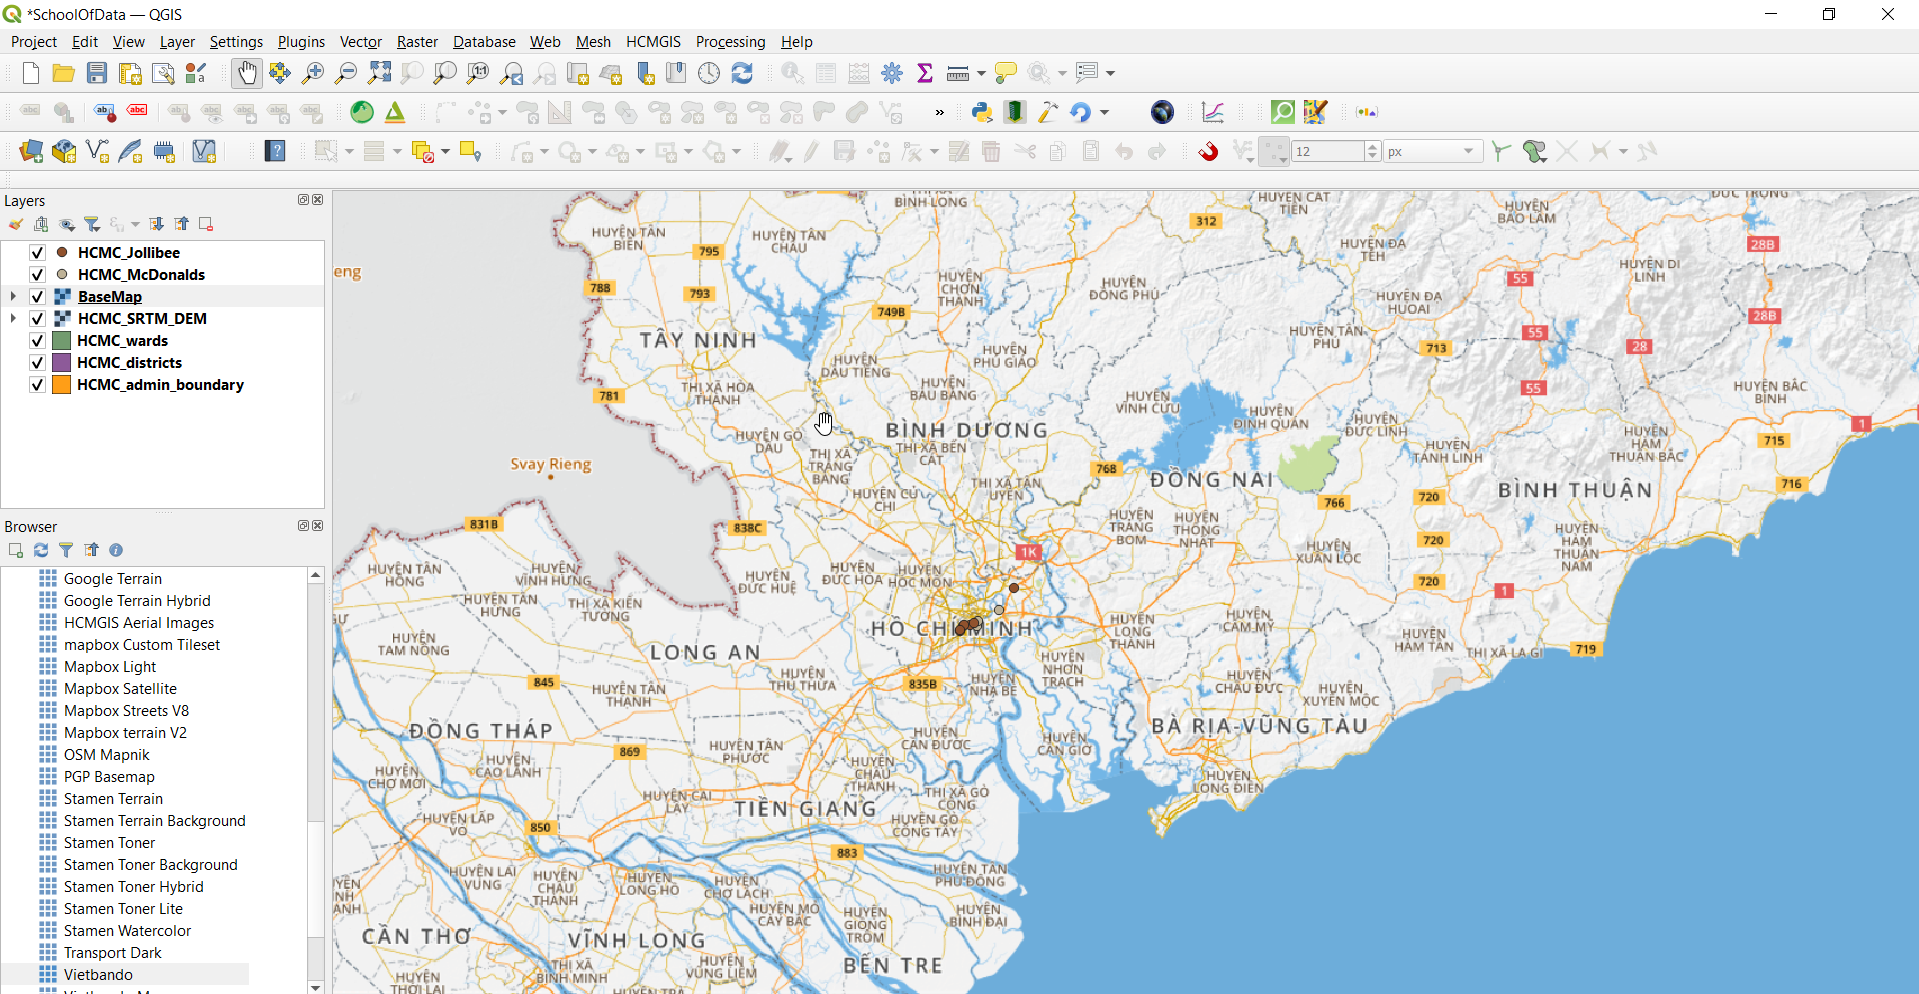 *SchoolOfData — QGIS
Project Edit View Layer Settings Plugins Vector Raster Database Web Mesh HCMGIS Processing Help
12
px
Layers
HCMC_Jollibee
HCMC_McDonalds
BaseMap
HCMC_SRTM_DEM
HCMC_wards
HCMC_districts
HCMC_admin_boundary
Browser
Google Terrain
Google Terrain Hybrid
HCMGIS Aerial Images
mapbox Custom Tileset
Mapbox Light
Mapbox Satellite
Mapbox Streets V8
Mapbox terrain V2
OSM Mapnik
PGP Basemap
Stamen Terrain
Stamen Terrain Background
Stamen Toner
Stamen Toner Background
Stamen Toner Hybrid
Stamen Toner Lite
Stamen Watercolor
Transport Dark
Vietbando
BÌNH LONG
HUYỆN CÁT
TIÊN
HUYỆN
BẢO LÂM
ĐỨC TRỌNG
312
HUYỆN TÂN
BIÊN
795
HUYỆN TÂN
CHÂU
HUYỆN ĐẠ
TẺH
28B
eng
HUYỆN DI
LINH
55
788
793
HUYỆN
CHƠN
THÀNH
HUYỆN
ĐỒNG PHÚ
HUYỆN ĐẠ
HUOAI
749B
28B
TÂY NINH
HUYỆN TÂN
PHÚ
55
713
28
HUYỆN
DẦU TIẾNG
HUYỆN
PHÚ GIÁO
THỊ XÃ HÒA
THÀNH
781
HUYỆN
BÀU BÀNG
HUYỆN
VĨNH CỬU
55
HUYỆN BẮC
BÌNH
HUYỆN
ĐỊNH QUÁN
HUYỆN
ĐỨC LINH
1
BÌNH DƯƠNG
HUYỆN GÒ
DẦU
THỊ XÃ BẾN
CÁT
HUYỆN
HÀM
THUẬN BẮC
715
HUYỆN
TÁNH LINH
Svay Rieng
THỊ XÃ
TRẢNG
BÀNG
768
ĐỒNG NAI
716
THỊ XÃ TÂN
UYÊN
BÌNH THUẬN
HUYỆN CỦ
CHI
766
720
831B
838C
HUYỆN
TRẢNG
BOM
HUYỆN
THỐNG
NHẤT
HUYỆN
HÀM
THUẬN
NAM
720
1K
HUYỆN
XUÂN LỘC
HUYỆN TÂN
HỒNG
HUYỆN
VĨNH HƯNG
HUYỆN
ĐỨC HUỆ
HUYỆN
ĐỨC HÒA
HUYỆN
HÓC MÔN
720
1
HUYỆN TÂN
HƯNG
THỊ XÃ KIẾN
TƯỜNG
HUYỆN
CẨM MỸ
HỒ CHÍ MINH
HUYỆN
LONG
THÀNH
HUYỆN
TAM NÔNG
HUYỆN
HÀM TÂN
THỊ XÃ LA GI
719
LONG AN
HUYỆN
NHƠN
TRẠCH
HUYỆN
THỦ THỪA
845
HUYỆN TÂN
THẠNH
835B
HUYỆN
NHÀ BÈ
HUYỆN
CHÂU ĐỨC
HUYỆN
XUYÊN MỘC
ĐỒNG THÁP
BÀ RỊA-VŨNG TÀU
869
HUYỆN TÂN
PHƯỚC
HUYỆN
CẦN ĐƯỚC
HUYỆN
CẦN GIỜ
HUYỆN
CHỢ MỚI
HUYỆN
CAO LÃNH
HUYỆN
CHÂU
THÀNH
HUYỆN
LONG ĐIỀN
HUYỆN CAI
LẬY
TIỀN GIANG
THỊ XÃ GÒ
CÔNG
HUYỆN LẤP
VÒ
850
HUYỆN GÒ
CÔNG TÂY
883
HUYỆN LAI
VUNG
HUYỆN
CHÂU
THÀNH
HUYỆN
LONG HỒ
HUYỆN
CHỢ LÁCH
HUYỆN TÂN
PHÚ ĐÔNG
HUYỆN MỎ
CÀY BẮC
HUYỆN
GIỒNG
TRÔM
HUYỆN
BÌNH ĐẠI
CẦN THƠ
VĨNH LONG
BẾN TRE
THỊ XÃ
BÌNH MINH
HUYỆN
VŨNG LIÊM
HUYỆN
THỚI LAI